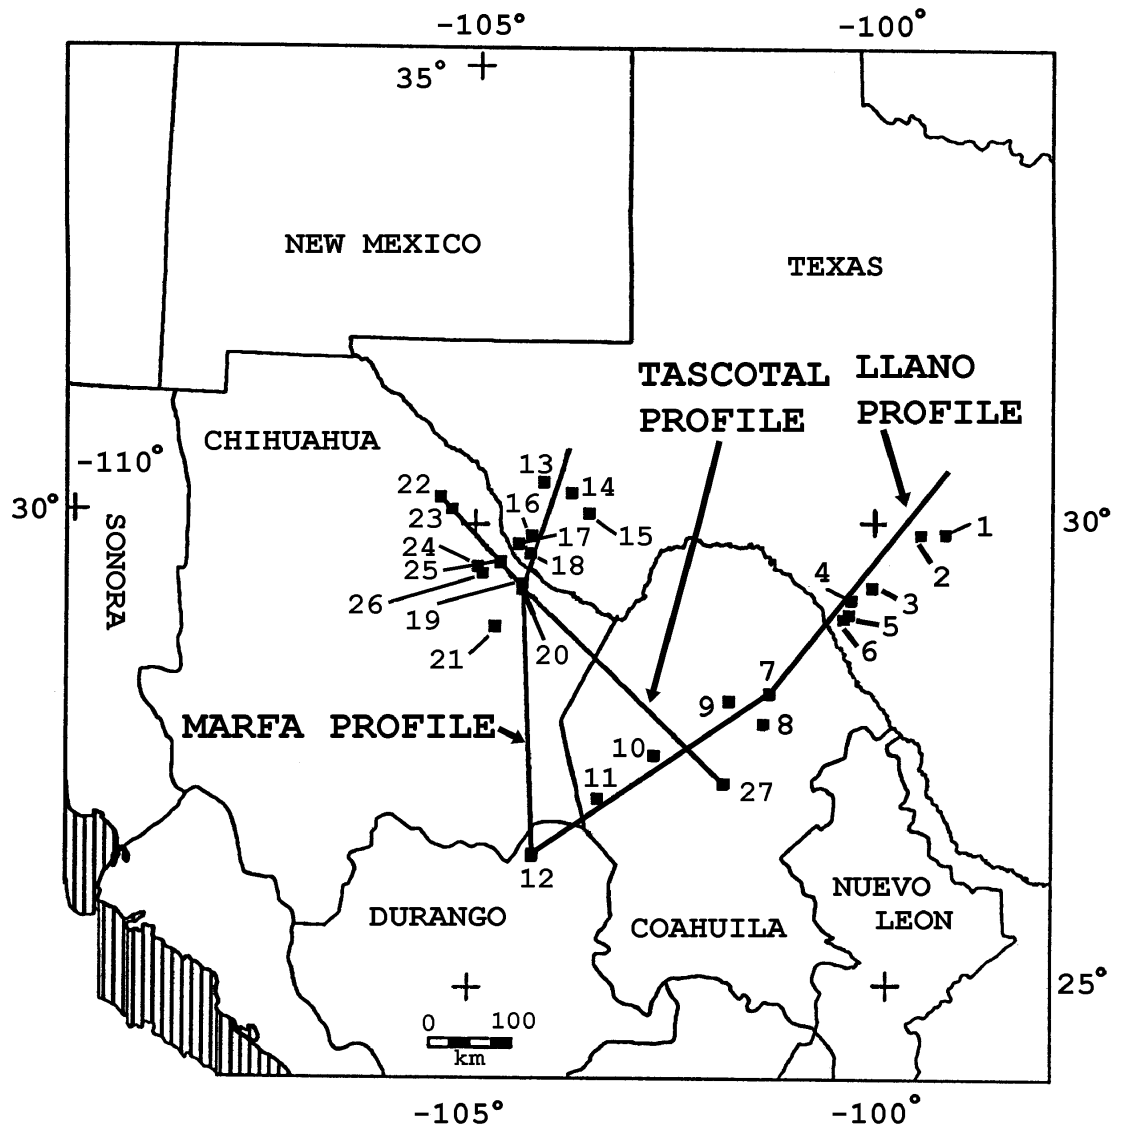 -105°
-100°
35°
NEW MEXICO
TEXAS
TASCOTAL
PROFILE
LLANO
PROFILE
CHIHUAHUA
-110°
30°
30°
SONORA
13
14
15
22
23
16
17
18
24
25
26
19
20
21
1
2
3
4
5
6
7
8
9
10
11
12
27
MARFA PROFILE
DURANGO
COAHUILA
NUEVO
LEON
25°
0 100
km
-105°
-100°